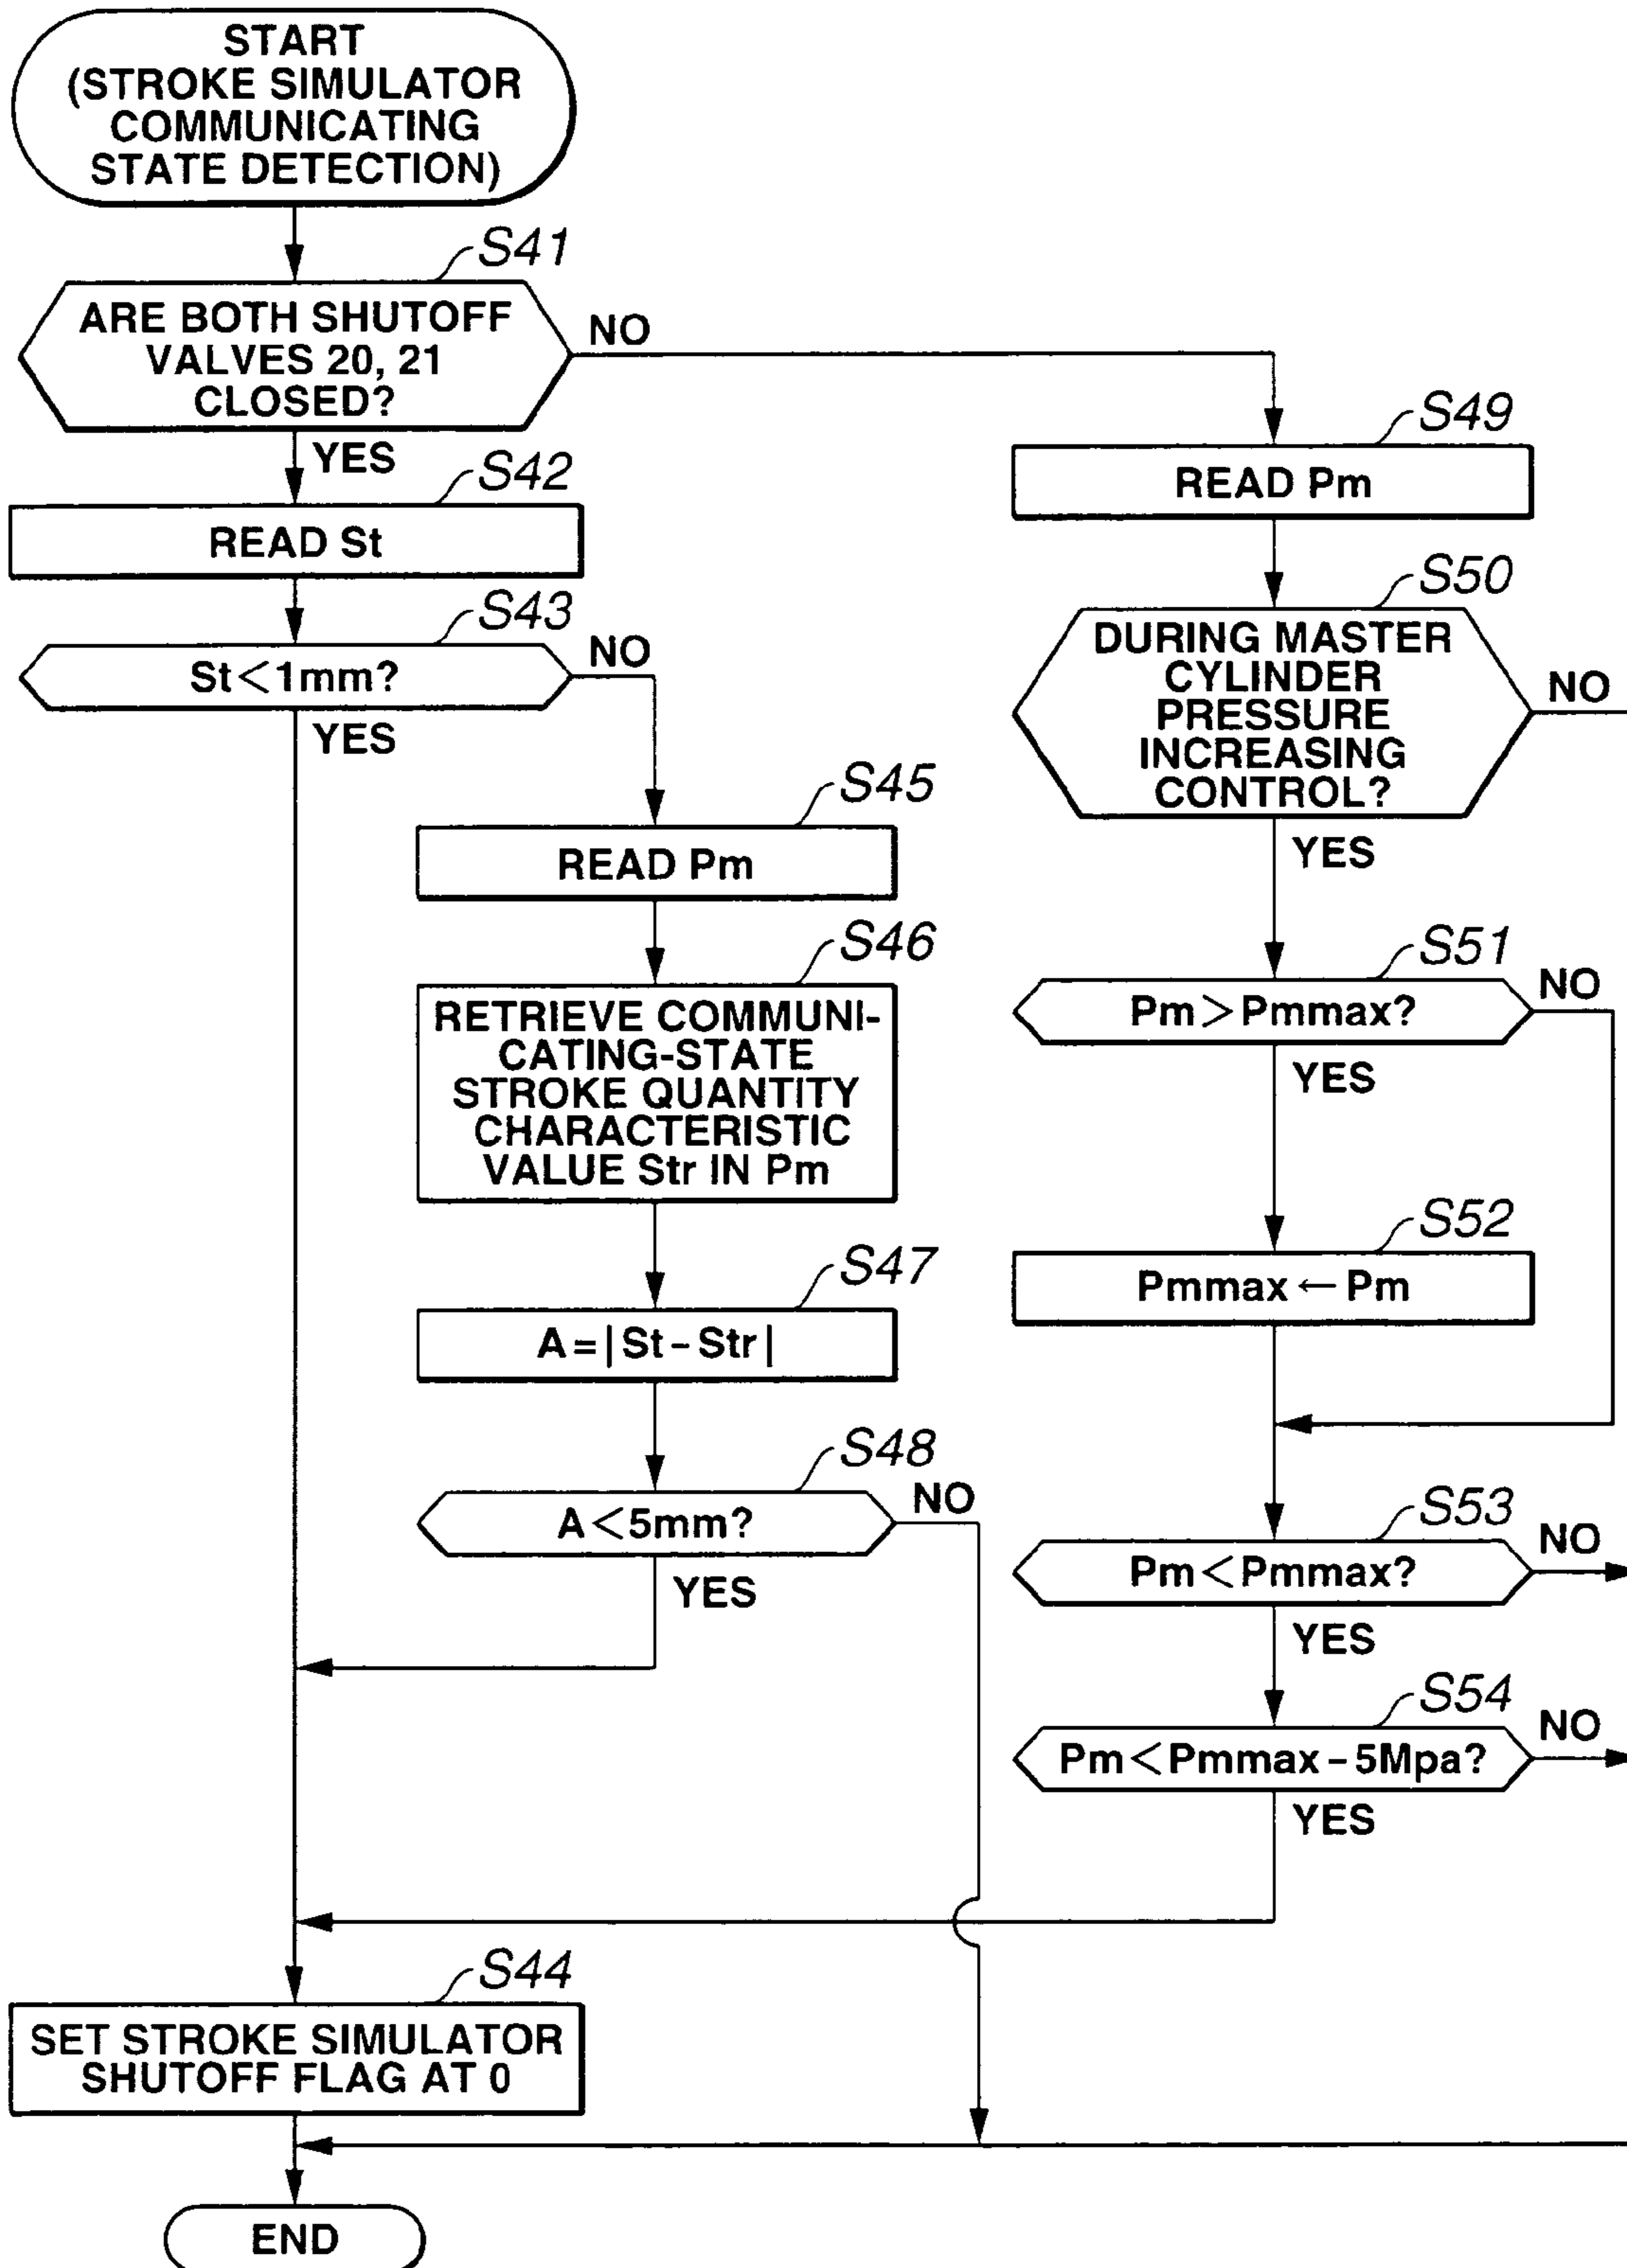 START
(STROKE SIMULATOR
COMMUNICATING
STATE DETECTION)
S41
ARE BOTH SHUTOFF
VALVES 20, 21
CLOSED?
NO
YES
S42
READ St
S43
St<1mm?
NO
YES
S45
READ Pm
S46
RETRIEVE COMMUNI-
CATING-STATE
STROKE QUANTITY
CHARACTERISTIC
VALUE Str IN Pm
S47
A=|St-Str|
S48
A<5mm?
NO
YES
S49
READ Pm
S50
DURING MASTER
CYLINDER
PRESSURE
INCREASING
CONTROL?
NO
YES
S51
Pm>Pmmax?
NO
YES
S52
Pmmax←Pm
S53
Pm<Pmmax?
NO
YES
S54
Pm<Pmmax-5Mpa?
NO
YES
S44
SET STROKE SIMULATOR
SHUTOFF FLAG AT 0
END